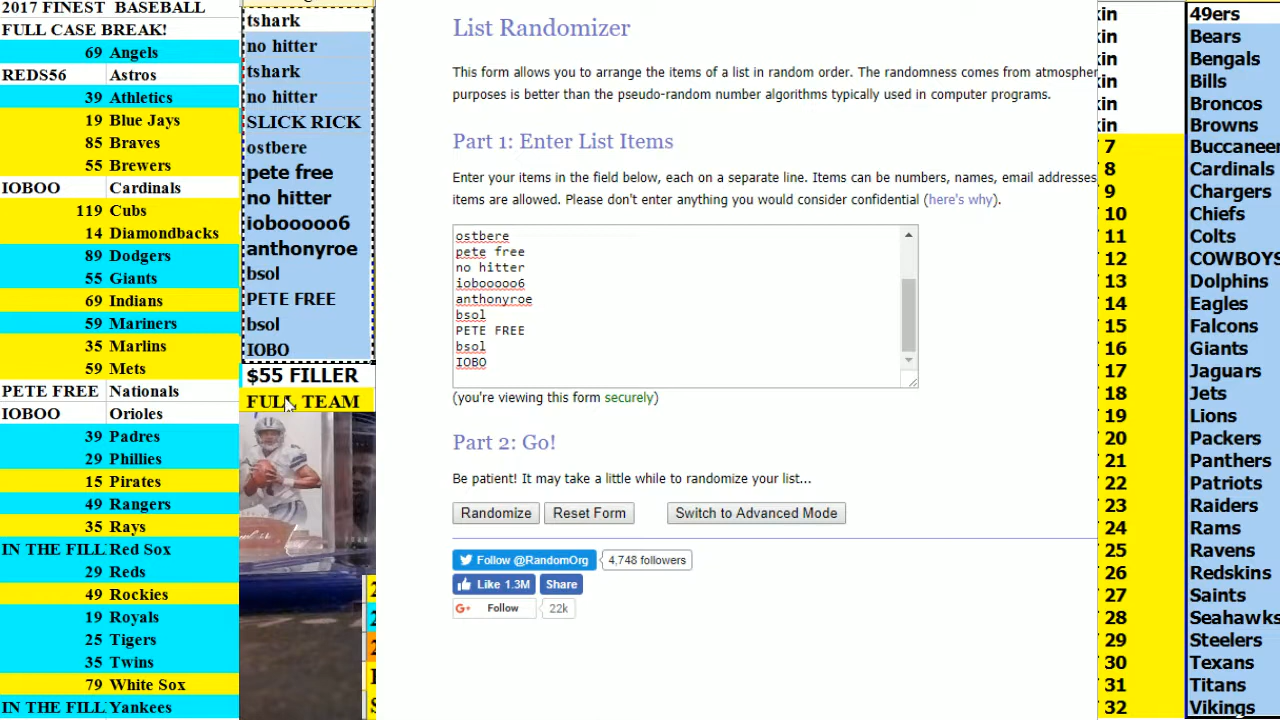 2017 FINEST BASEBALL
FULL CASE BREAK!
69 Angels
REDS56 Astros
39 Athletics
19 Blue Jays
85 Braves
55 Brewers
IOBOO Cardinals
119 Cubs
14 Diamondbacks
89 Dodgers
55 Giants
69 Indians
59 Mariners
35 Marlins
59 Mets
PETE FREE Nationals
IOBOO Orioles
39 Padres
29 Phillies
15 Pirates
49 Rangers
35 Rays
IN THE FILL Red Sox
29 Reds
49 Rockies
19 Royals
25 Tigers
35 Twins
79 White Sox
IN THE FILL Yankees
tshark
no hitter
tshark
no hitter
SLICK RICK
ostbere
pete free
no hitter
iobooooo6
anthonyroe
bsol
PETE FREE
bsol
IOBO
$55 FILLER
FULL TEAM
List Randomizer
This form allows you to arrange the items of a list in random order. The randomness comes from atmospher
purposes is better than the pseudo-random number algorithms typically used in computer programs.
Part 1: Enter List Items
Enter your items in the field below, each on a separate line. Items can be numbers, names, email addresses
items are allowed. Please don't enter anything you would consider confidential (here's why).
ostbere
pete free
no hitter
iobooooo6
anthonyroe
bsol
PETE FREE
bsol
IOBO
(you're viewing this form securely)
Part 2: Go!
Be patient! It may take a little while to randomize your list...
Randomize Reset Form Switch to Advanced Mode
Follow @RandomOrg 4,748 followers
Like 1.3M Share
G+ Follow 22k
kin 49ers
kin Bears
kin Bengals
kin Bills
kin Broncos
kin Browns
7 Buccaneer
8 Cardinals
9 Chargers
10 Chiefs
11 Colts
12 COWBOYS
13 Dolphins
14 Eagles
15 Falcons
16 Giants
17 Jaguars
18 Jets
19 Lions
20 Packers
21 Panthers
22 Patriots
23 Raiders
24 Rams
25 Ravens
26 Redskins
27 Saints
28 Seahawks
29 Steelers
30 Texans
31 Titans
32 Vikings